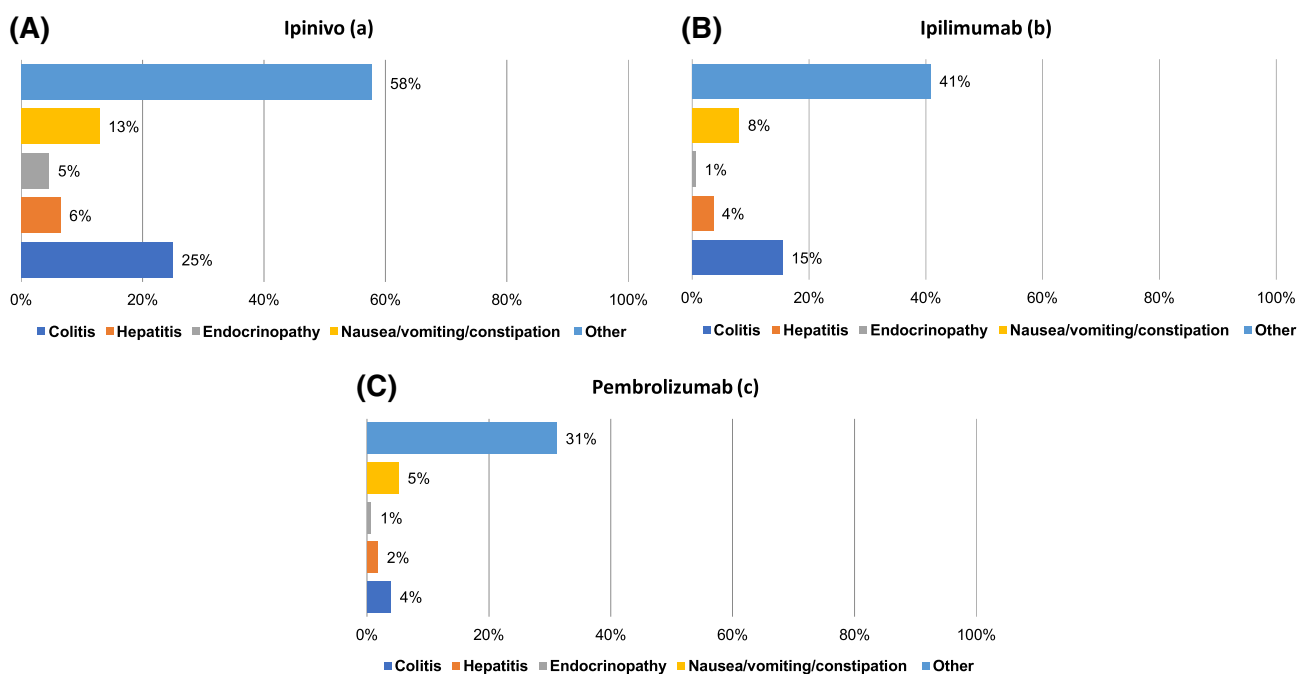 (A)
Ipinivo (a)
58%
13%
5%
6%
25%
0% 20% 40% 60% 80% 100%
Colitis Hepatitis Endocrinopathy Nausea/vomiting/constipation Other
(B)
Ipilimumab (b)
41%
8%
1%
4%
15%
0% 20% 40% 60% 80% 100%
Colitis Hepatitis Endocrinopathy Nausea/vomiting/constipation Other
(C)
Pembrolizumab (c)
31%
5%
1%
2%
4%
0% 20% 40% 60% 80% 100%
Colitis Hepatitis Endocrinopathy Nausea/vomiting/constipation Other